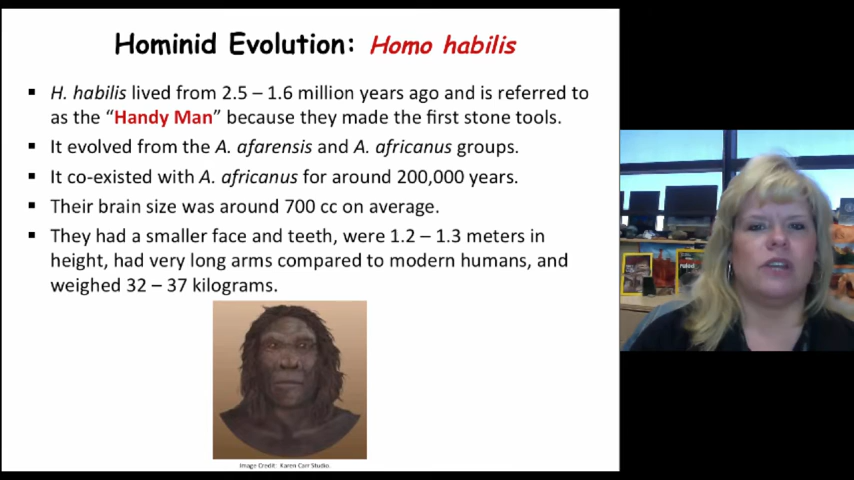 Hominid Evolution: Homo habilis
▪ H. habilis lived from 2.5 – 1.6 million years ago and is referred to
as the “Handy Man” because they made the first stone tools.
▪ It evolved from the A. afarensis and A. africanus groups.
▪ It co-existed with A. africanus for around 200,000 years.
▪ Their brain size was around 700 cc on average.
▪ They had a smaller face and teeth, were 1.2 – 1.3 meters in
height, had very long arms compared to modern humans, and
weighed 32 – 37 kilograms.
Image Credit: Karen Carr Studio.